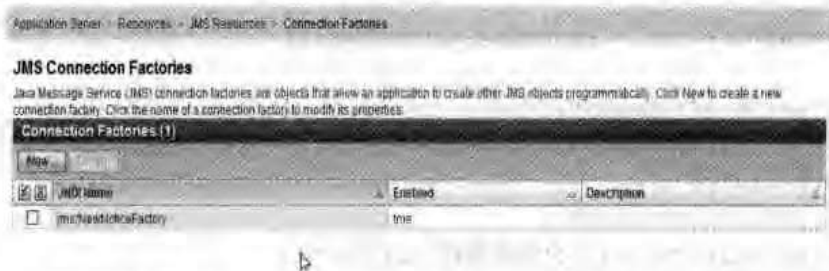 Application Server > Resources > JMS Resources > Connection Factories
JMS Connection Factories
Java Message Service (JMS) connection factories are objects that allow an application to create other JMS objects programmatically. Click New to create a new
connection factory. Click the name of a connection factory to modify its properties.
Connection Factories (1)
New...
JNDI Name Enabled Description
true